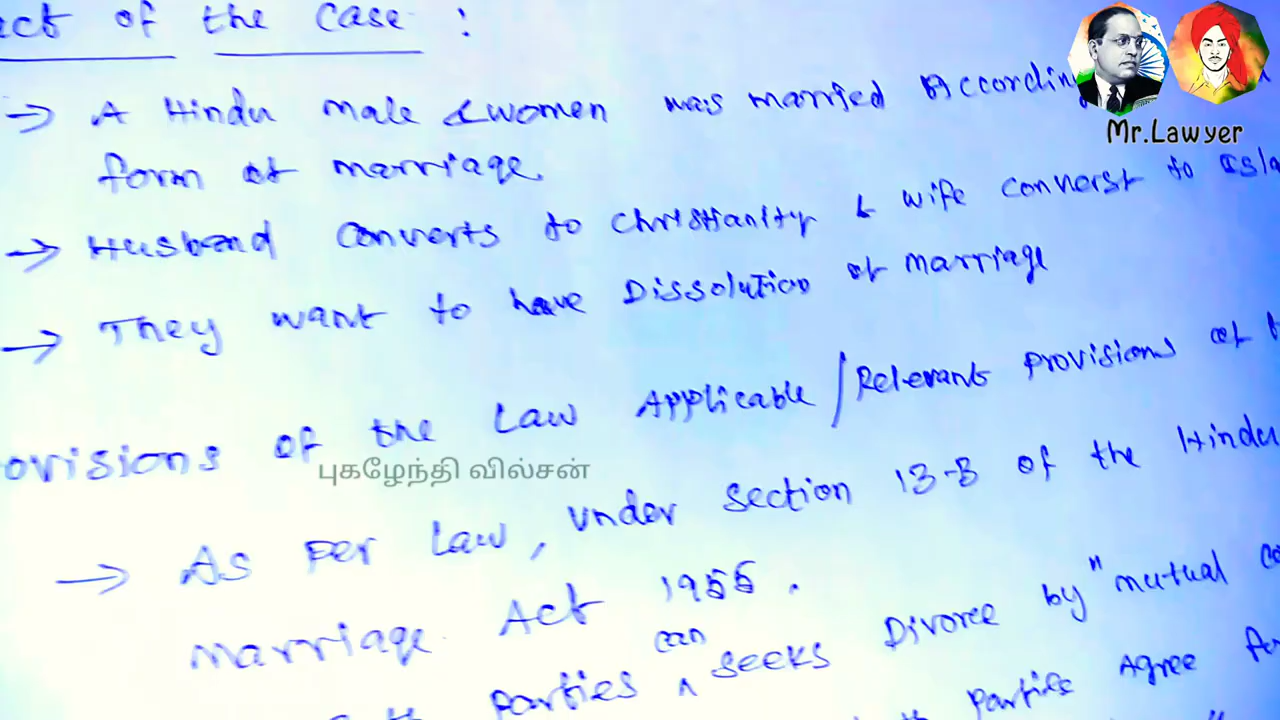 of the case :
Mr.Lawyer
→ A Hindu male & women was married According
form of marriage.
→ Husband converts to Christianity & wife converst to
→ They want to have Dissolution of marriage
of the Law Applicable / Relevant provisions of
புகழேந்தி வில்சன்
→ As per Law, under section 13-B of the Hindu
marriage Act 1955.
parties can seeks Divorce by "mutual
parties Agree for